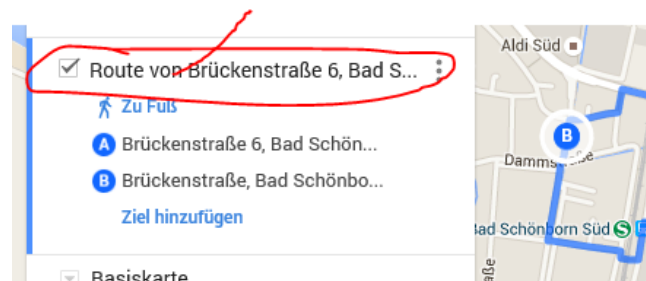 Route von Brückenstraße 6, Bad S...
Zu Fuß
A Brückenstraße 6, Bad Schön...
B Brückenstraße, Bad Schönbo...
Ziel hinzufügen
Basiskarte
Aldi Süd
B
Bad Schönborn Süd S